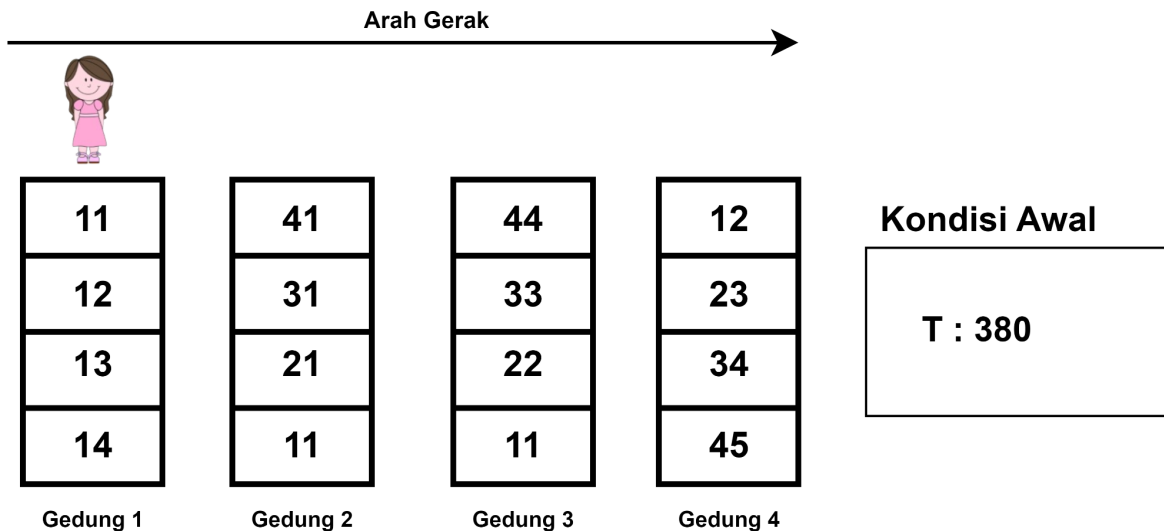 Arah Gerak
11 41 44 12
Kondisi Awal
12 31 33 23
T : 380
13 21 22 34
14 11 11 45
Gedung 1 Gedung 2 Gedung 3 Gedung 4